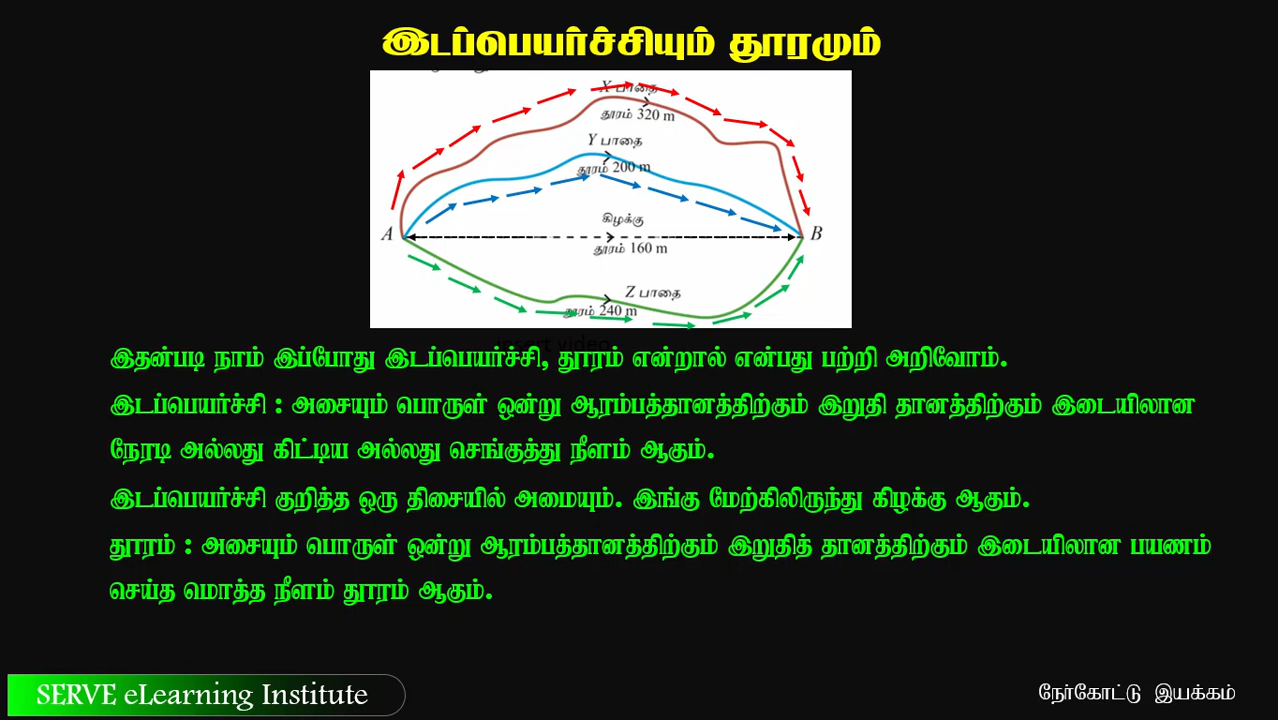 இடப்பெயர்ச்சியும் தூரமும்
X பாதை
தூரம் 320 m
Y பாதை
தூரம் 200 m
கிழக்கு
A
B
தூரம் 160 m
Z பாதை
தூரம் 240 m
insert video
இதன்படி நாம் இப்போது இடப்பெயர்ச்சி, தூரம் என்றால் என்பது பற்றி அறிவோம்.
இடப்பெயர்ச்சி : அசையும் பொருள் ஒன்று ஆரம்பத்தானத்திற்கும் இறுதி தானத்திற்கும் இடையிலான
நேரடி அல்லது கிட்டிய அல்லது செங்குத்து நீளம் ஆகும்.
இடப்பெயர்ச்சி குறித்த ஒரு திசையில் அமையும். இங்கு மேற்கிலிருந்து கிழக்கு ஆகும்.
தூரம் : அசையும் பொருள் ஒன்று ஆரம்பத்தானத்திற்கும் இறுதித் தானத்திற்கும் இடையிலான பயணம்
செய்த மொத்த நீளம் தூரம் ஆகும்.
SERVE eLearning Institute
நேர்கோட்டு இயக்கம்